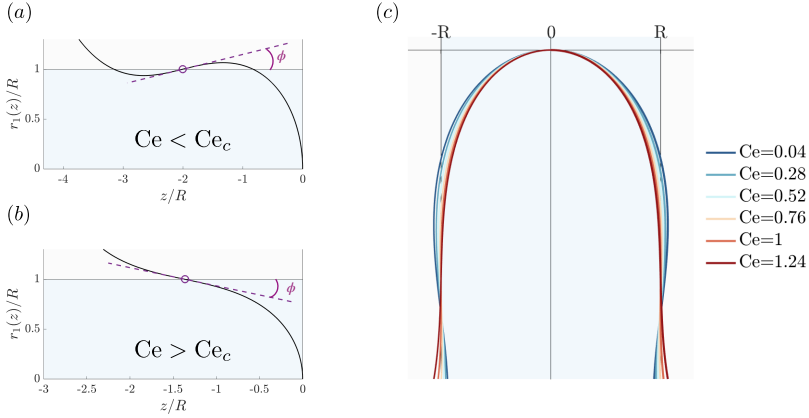 (a)
r₁(z)/R
1
0.5
0
ϕ
Ce < Ce_c
-4 -3 -2 -1 0
z/R
(b)
r₁(z)/R
1
0.5
0
ϕ
Ce > Ce_c
-3 -2.5 -2 -1.5 -1 -0.5 0
z/R
(c)
-R 0 R
Ce=0.04
Ce=0.28
Ce=0.52
Ce=0.76
Ce=1
Ce=1.24